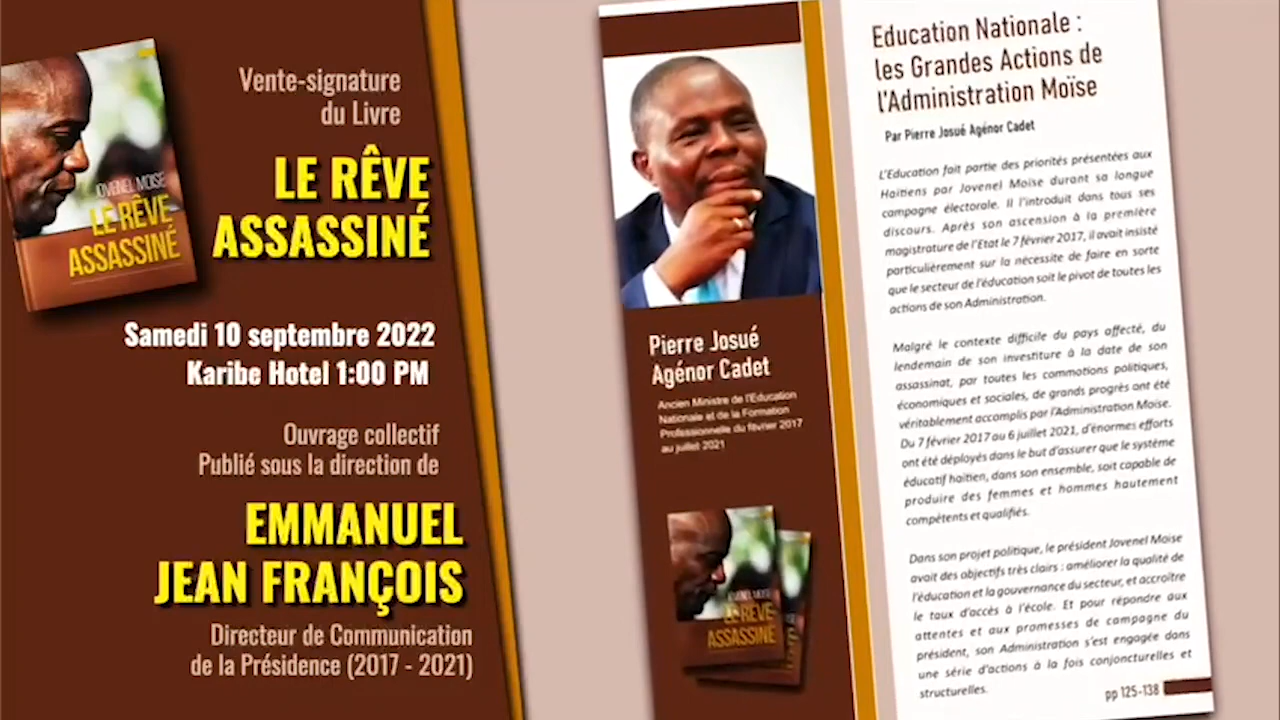 Vente-signature
du Livre
LE RÊVE
ASSASSINÉ
JOVENEL MOÏSE
LE RÊVE
ASSASSINÉ
Samedi 10 septembre 2022
Karibe Hotel 1:00 PM
Ouvrage collectif
Publié sous la direction de
EMMANUEL
JEAN FRANÇOIS
Directeur de Communication
de la Présidence (2017 - 2021)
Pierre Josué
Agénor Cadet
Ancien Ministre de l'Education
Nationale et de la Formation
Professionnelle du février 2017
au juillet 2021
JOVENEL MOÏSE
LE RÊVE
ASSASSINÉ
Education Nationale :
les Grandes Actions de
l'Administration Moïse
Par Pierre Josué Agénor Cadet
L'Education fait partie des priorités présentées aux
Haïtiens par Jovenel Moïse durant sa longue
campagne électorale. Il l'introduit dans tous ses
discours. Après son ascension à la première
magistrature de l'Etat le 7 février 2017, il avait insisté
particulièrement sur la nécessite de faire en sorte
que le secteur de l'éducation soit le pivot de toutes les
actions de son Administration.
Malgré le contexte difficile du pays affecté, du
lendemain de son investiture à la date de son
assassinat, par toutes les commotions politiques,
économiques et sociales, de grands progrès ont été
véritablement accomplis par l'Administration Moïse.
Du 7 février 2017 au 6 juillet 2021, d'énormes efforts
ont été déployés dans le but d'assurer que le système
éducatif haïtien, dans son ensemble, soit capable de
produire des femmes et hommes hautement
compétents et qualifiés.
Dans son projet politique, le président Jovenel Moïse
avait des objectifs très clairs : améliorer la qualité de
l'éducation et la gouvernance du secteur, et accroître
le taux d'accès à l'école. Et pour répondre aux
attentes et aux promesses de campagne du
président, son Administration s'est engagée dans
une série d'actions à la fois conjoncturelles et
structurelles.
pp 125-138